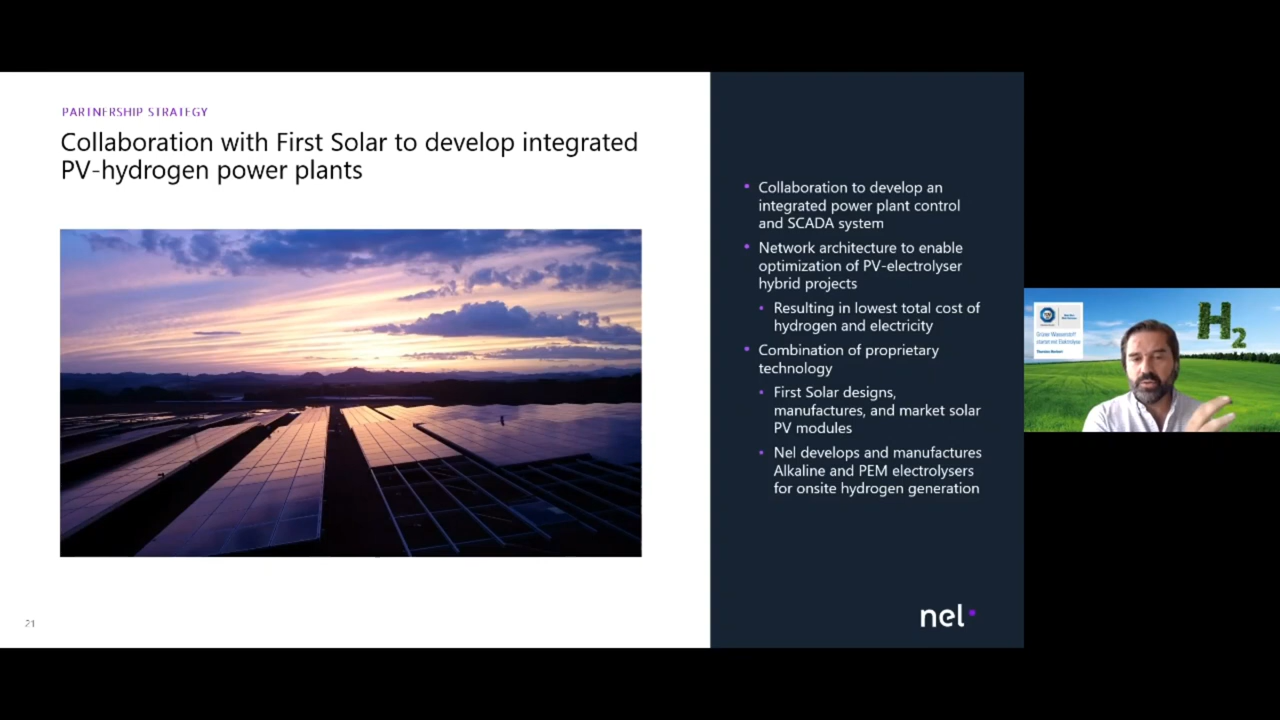 PARTNERSHIP STRATEGY
Collaboration with First Solar to develop integrated
PV-hydrogen power plants
• Collaboration to develop an
integrated power plant control
and SCADA system
• Network architecture to enable
optimization of PV-electrolyser
hybrid projects
• Resulting in lowest total cost of
hydrogen and electricity
• Combination of proprietary
technology
• First Solar designs,
manufactures, and market solar
PV modules
• Nel develops and manufactures
Alkaline and PEM electrolysers
for onsite hydrogen generation
nel
21
H2
Grüner Wasserstoff